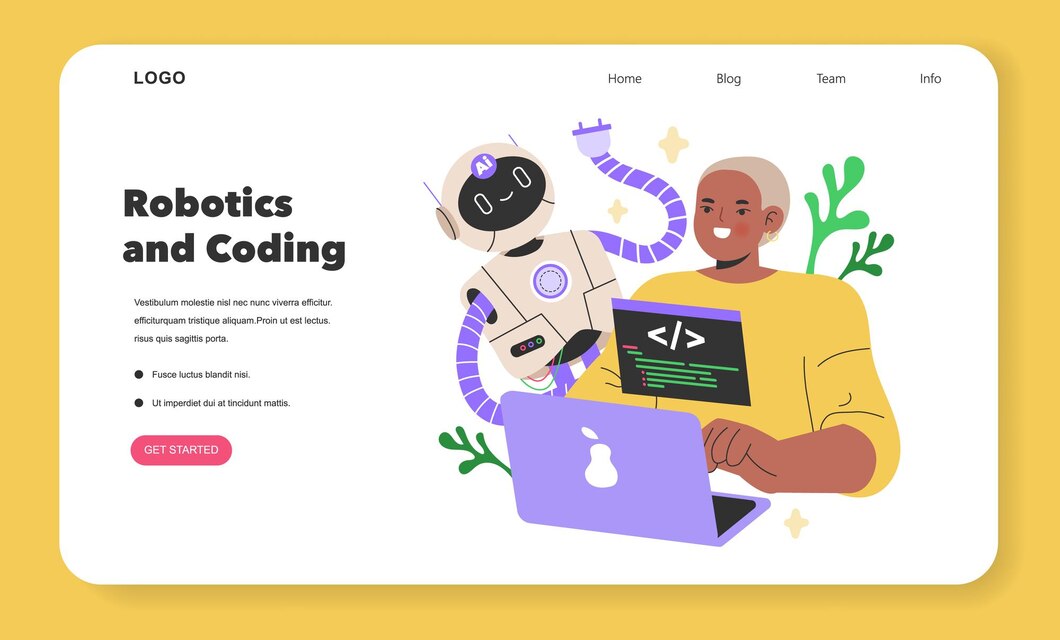 LOGO
Home
Blog
Team
Info
Robotics
and Coding
Vestibulum molestie nisl nec nunc viverra efficitur.
efficiturquam tristique aliquam.Proin ut est lectus.
risus quis sagittis porta.
Fusce luctus blandit nisi.
Ut imperdiet dui at tincidunt mattis.
GET STARTED
Ai
</>